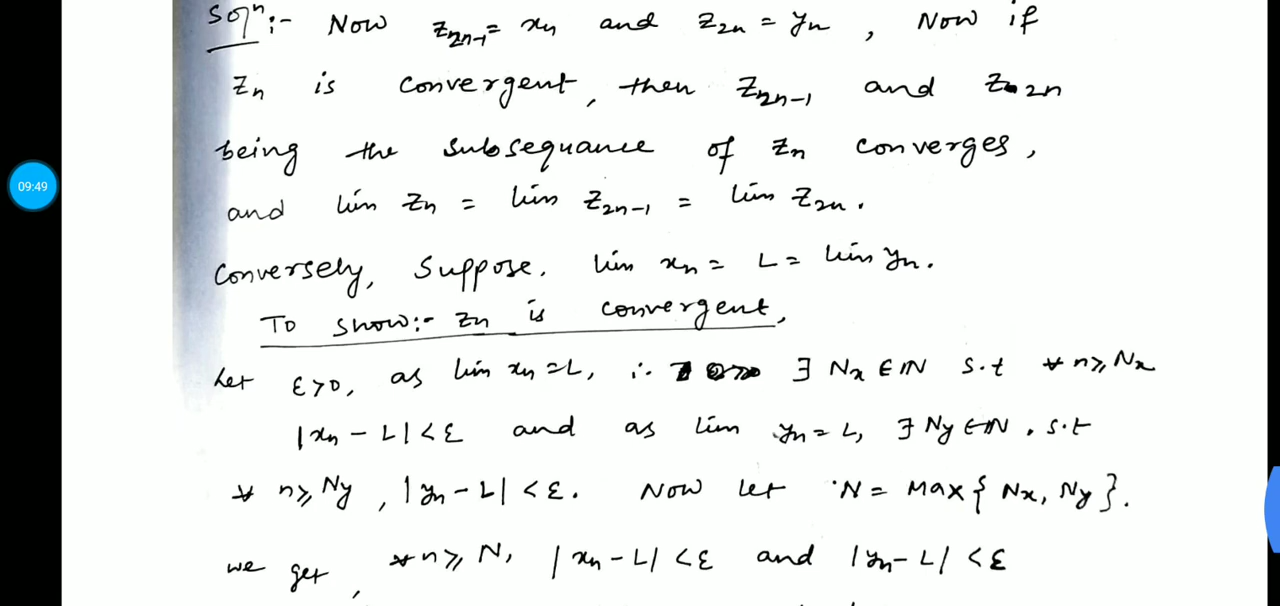 Solⁿ:- Now z₂ₙ₋₁ = xₙ and z₂ₙ = yₙ, Now if
zₙ is convergent, then z₂ₙ₋₁ and z₂ₙ
being the subsequance of zₙ converges,
09:49
and lim zₙ = lim z₂ₙ₋₁ = lim z₂ₙ.
Conversely, suppose. lim xₙ = L = lim yₙ.
To show:- zₙ is convergent,
Let ε>0, as lim xₙ = L, ∴ ∃ Nx ∈ ℕ s.t ∀ n ≥ Nx
|xₙ - L| < ε and as lim yₙ = L, ∃ Ny ∈ ℕ. s.t
∀ n ≥ Ny, |yₙ - L| < ε. Now let N = Max{Nx, Ny}.
we get, ∀ n ≥ N, |xₙ - L| < ε and |yₙ - L| < ε